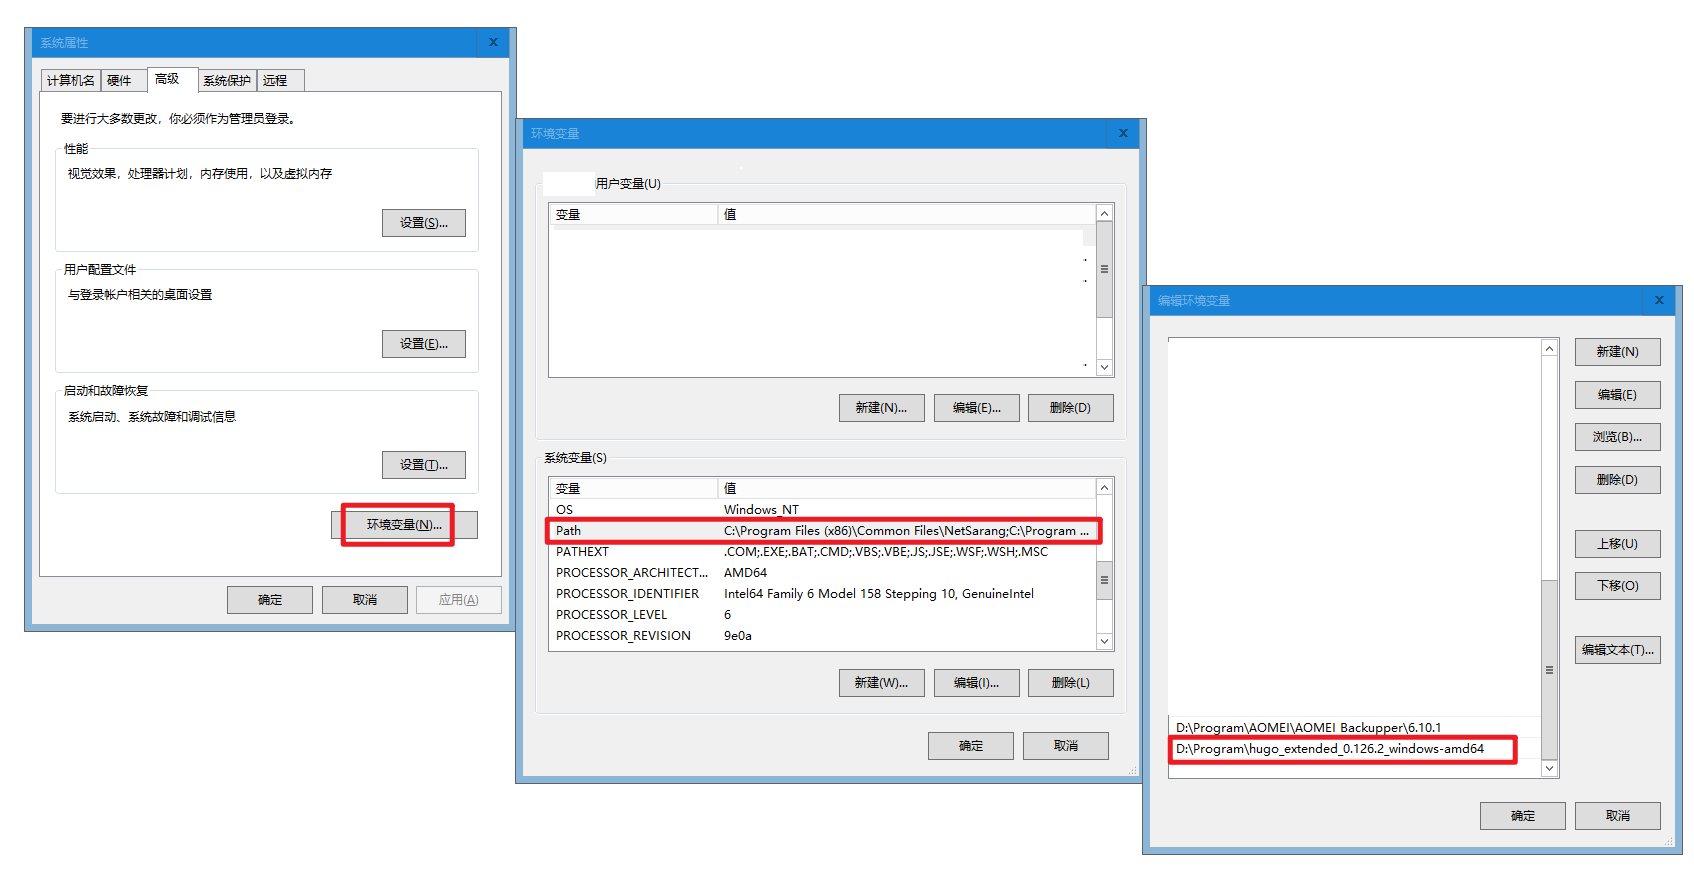 系统属性
计算机名 硬件 高级 系统保护 远程
要进行大多数更改，你必须作为管理员登录。
性能
视觉效果，处理器计划，内存使用，以及虚拟内存
设置(S)...
用户配置文件
与登录帐户相关的桌面设置
设置(E)...
启动和故障恢复
系统启动、系统故障和调试信息
设置(T)...
环境变量(N)...
确定 取消 应用(A)
环境变量
用户变量(U)
变量 值
新建(N)... 编辑(E)... 删除(D)
系统变量(S)
变量 值
OS Windows_NT
Path C:\Program Files (x86)\Common Files\NetSarang;C:\Program ...
PATHEXT .COM;.EXE;.BAT;.CMD;.VBS;.VBE;.JS;.JSE;.WSF;.WSH;.MSC
PROCESSOR_ARCHITECT... AMD64
PROCESSOR_IDENTIFIER Intel64 Family 6 Model 158 Stepping 10, GenuineIntel
PROCESSOR_LEVEL 6
PROCESSOR_REVISION 9e0a
新建(W)... 编辑(I)... 删除(L)
确定 取消
编辑环境变量
新建(N)
编辑(E)
浏览(B)...
删除(D)
上移(U)
下移(O)
编辑文本(T)...
D:\Program\AOMEI\AOMEI Backupper\6.10.1
D:\Program\hugo_extended_0.126.2_windows-amd64
确定 取消